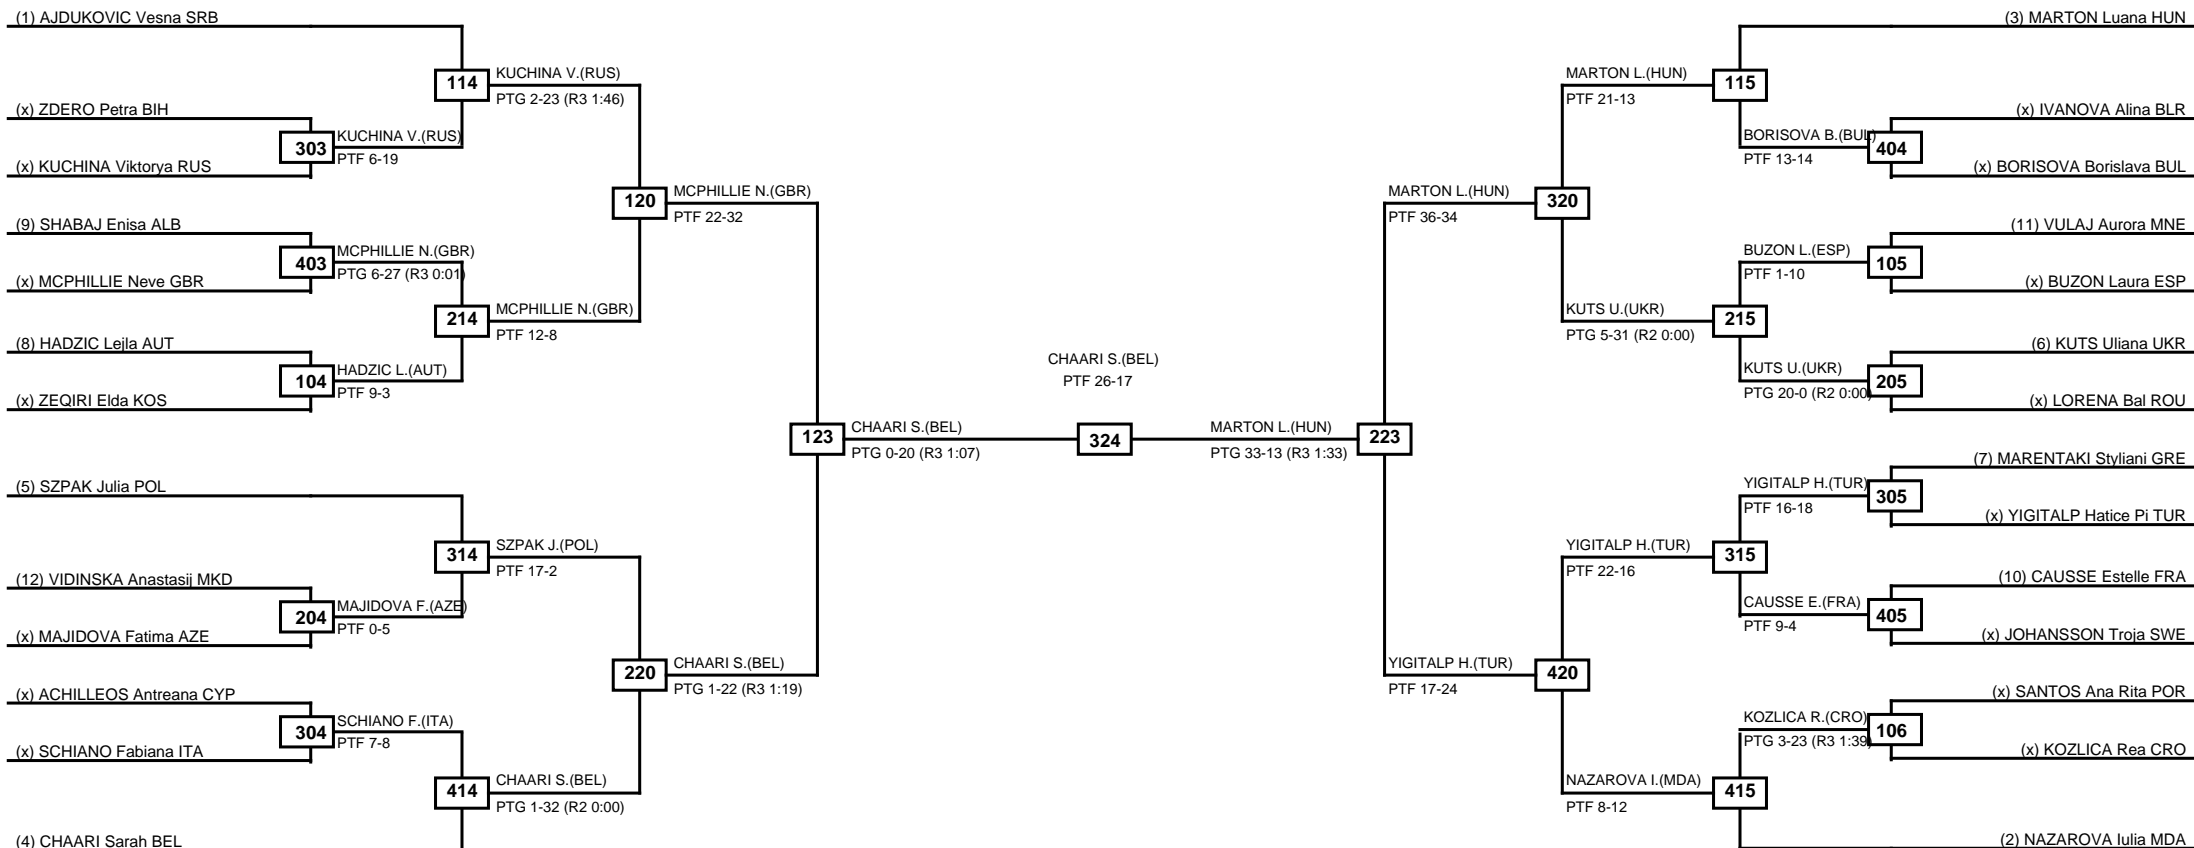 (1) AJDUKOVIC Vesna SRB
114
KUCHINA V.(RUS)
PTG 2-23 (R3 1:46)
(x) ZDERO Petra BIH
303
KUCHINA V.(RUS)
PTF 6-19
(x) KUCHINA Viktorya RUS
120
MCPHILLIE N.(GBR)
PTF 22-32
(9) SHABAJ Enisa ALB
403
MCPHILLIE N.(GBR)
PTG 6-27 (R3 0:01)
(x) MCPHILLIE Neve GBR
214
MCPHILLIE N.(GBR)
PTF 12-8
(8) HADZIC Lejla AUT
104
HADZIC L.(AUT)
PTF 9-3
(x) ZEQIRI Elda KOS
123
CHAARI S.(BEL)
PTG 0-20 (R3 1:07)
(5) SZPAK Julia POL
314
SZPAK J.(POL)
PTF 17-2
(12) VIDINSKA Anastasij MKD
204
MAJIDOVA F.(AZE)
PTF 0-5
(x) MAJIDOVA Fatima AZE
220
CHAARI S.(BEL)
PTG 1-22 (R3 1:19)
(x) ACHILLEOS Antreana CYP
304
SCHIANO F.(ITA)
PTF 7-8
(x) SCHIANO Fabiana ITA
414
CHAARI S.(BEL)
PTG 1-32 (R2 0:00)
(4) CHAARI Sarah BEL
CHAARI S.(BEL)
PTF 26-17
324
MARTON L.(HUN)
PTG 33-13 (R3 1:33)
223
(3) MARTON Luana HUN
MARTON L.(HUN)
PTF 21-13
115
(x) IVANOVA Alina BLR
BORISOVA B.(BUL)
PTF 13-14
404
(x) BORISOVA Borislava BUL
MARTON L.(HUN)
PTF 36-34
320
(11) VULAJ Aurora MNE
BUZON L.(ESP)
PTF 1-10
105
(x) BUZON Laura ESP
KUTS U.(UKR)
PTG 5-31 (R2 0:00)
215
(6) KUTS Uliana UKR
KUTS U.(UKR)
PTG 20-0 (R2 0:00)
205
(x) LORENA Bal ROU
(7) MARENTAKI Styliani GRE
YIGITALP H.(TUR)
PTF 16-18
305
(x) YIGITALP Hatice Pi TUR
YIGITALP H.(TUR)
PTF 22-16
315
(10) CAUSSE Estelle FRA
CAUSSE E.(FRA)
PTF 9-4
405
(x) JOHANSSON Troja SWE
YIGITALP H.(TUR)
PTF 17-24
420
(x) SANTOS Ana Rita POR
KOZLICA R.(CRO)
PTG 3-23 (R3 1:39)
106
(x) KOZLICA Rea CRO
NAZAROVA I.(MDA)
PTF 8-12
415
(2) NAZAROVA Iulia MDA